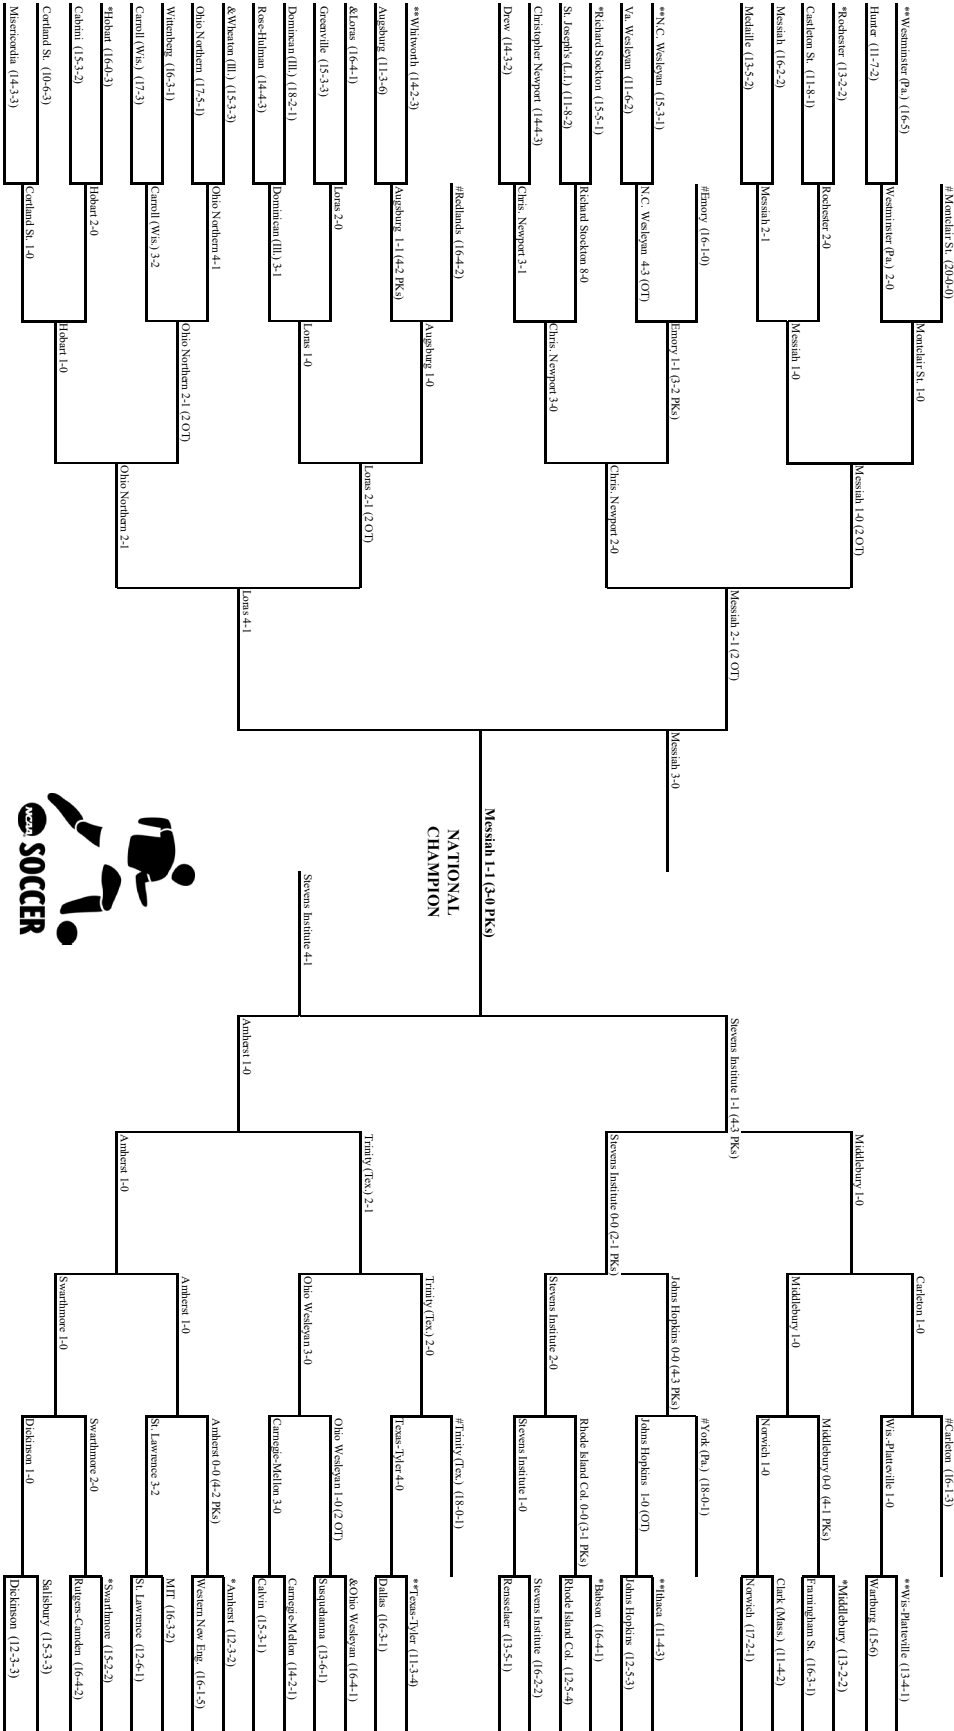 **Westminster (Pa.) (16-5)
Hunter (11-7-2)
*Rochester (13-2-2)
Castleton St. (11-8-1)
Messiah (16-2-2)
Medaille (13-5-2)
**N.C. Wesleyan (15-3-1)
Va. Wesleyan (11-6-2)
*Richard Stockton (15-5-1)
St. Joseph's (L.I.) (11-8-2)
Christopher Newport (14-4-3)
Drew (14-3-2)
**Whitworth (14-2-3)
Augsburg (11-3-6)
&Loras (16-4-1)
Greenville (15-3-3)
Dominican (Ill.) (18-2-1)
Rose-Hulman (14-4-3)
&Wheaton (Ill.) (15-3-3)
Ohio Northern (17-5-1)
Wittenberg (16-3-1)
Carroll (Wis.) (17-3)
*Hobart (16-0-3)
Cabrini (15-3-2)
Cortland St. (10-6-3)
Misericordia (14-3-3)
# Montclair St. (20-0-0)
Westminster (Pa.) 2-0
Rochester 2-0
Messiah 2-1
#Emory (16-1-0)
N.C. Wesleyan 4-3 (OT)
Richard Stockton 8-0
Chris. Newport 3-1
#Redlands (16-4-2)
Augsburg 1-1 (4-2 PKs)
Loras 2-0
Dominican (Ill.) 3-1
Ohio Northern 4-1
Carroll (Wis.) 3-2
Hobart 2-0
Cortland St. 1-0
Montclair St. 1-0
Messiah 1-0
Emory 1-1 (3-2 PKs)
Chris. Newport 3-0
Augsburg 1-0
Loras 1-0
Ohio Northern 2-1 (2 OT)
Hobart 1-0
Messiah 1-0 (2 OT)
Chris. Newport 2-0
Loras 2-1 (2 OT)
Ohio Northern 2-1
Messiah 2-1 (2 OT)
Loras 4-1
Messiah 3-0
Messiah 1-1 (3-0 PKs)
NATIONAL
CHAMPION
Stevens Institute 4-1
NCAA SOCCER
Stevens Institute 1-1 (4-3 PKs)
Amherst 1-0
Middlebury 1-0
Stevens Institute 0-0 (2-1 PKs)
Trinity (Tex.) 2-1
Amherst 1-0
Carleton 1-0
Middlebury 1-0
Johns Hopkins 0-0 (4-3 PKs)
Stevens Institute 2-0
Trinity (Tex.) 2-0
Ohio Wesleyan 3-0
Amherst 1-0
Swarthmore 1-0
#Carleton (16-1-3)
Wis.-Platteville 1-0
Middlebury 0-0 (4-1 PKs)
Norwich 1-0
#York (Pa.) (18-0-1)
Johns Hopkins 1-0 (OT)
Rhode Island Col. 0-0 (3-1 PKs)
Stevens Institute 1-0
#Trinity (Tex.) (18-0-1)
Texas-Tyler 4-0
Ohio Wesleyan 1-0 (2 OT)
Carnegie-Mellon 3-0
Amherst 0-0 (4-2 PKs)
St. Lawrence 3-2
Swarthmore 2-0
Dickinson 1-0
**Wis-Platteville (13-4-1)
Wartburg (15-6)
*Middlebury (13-2-2)
Framingham St. (16-3-1)
Clark (Mass.) (11-4-2)
Norwich (17-2-1)
**Ithaca (11-4-3)
Johns Hopkins (12-5-3)
*Babson (16-4-1)
Rhode Island Col. (12-5-4)
Stevens Institute (16-2-2)
Rensselaer (13-5-1)
**Texas-Tyler (11-3-4)
Dallas (16-3-1)
&Ohio Wesleyan (16-4-1)
Susquehanna (13-6-1)
Carnegie-Mellon (14-2-1)
Calvin (15-3-1)
*Amherst (12-3-2)
Western New Eng. (16-1-5)
MIT (16-3-2)
St. Lawrence (12-6-1)
*Swarthmore (15-2-2)
Rutgers-Camden (16-4-2)
Salisbury (15-3-3)
Dickinson (12-3-3)